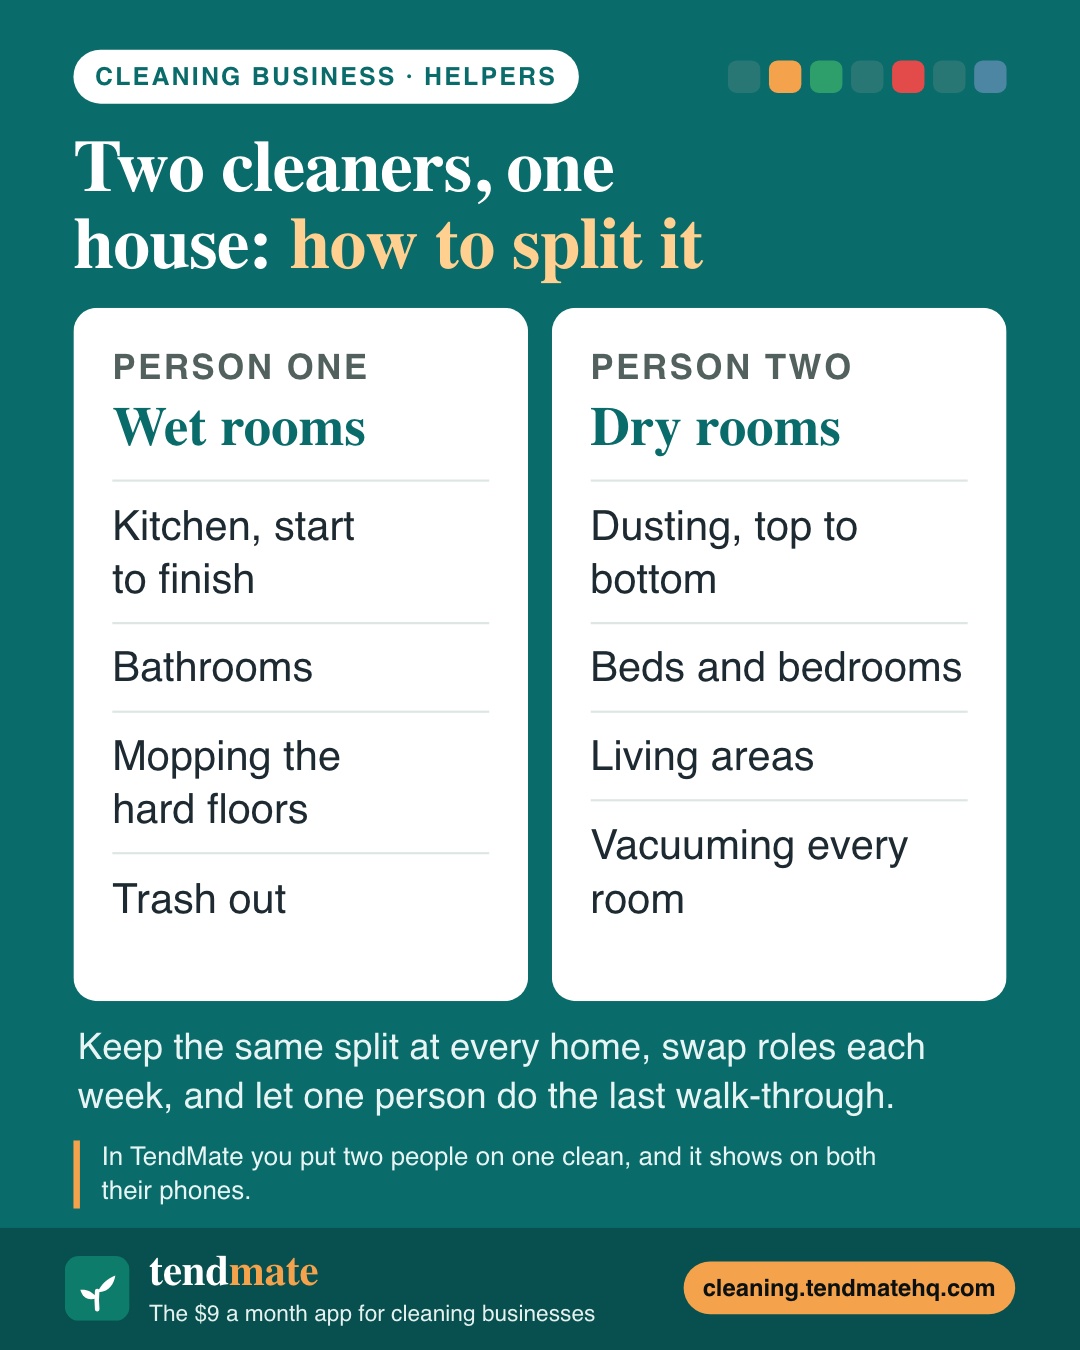 CLEANING BUSINESS · HELPERS
Two cleaners, one
house: how to split it
PERSON ONE
Wet rooms
Kitchen, start
to finish
Bathrooms
Mopping the
hard floors
Trash out
PERSON TWO
Dry rooms
Dusting, top to
bottom
Beds and bedrooms
Living areas
Vacuuming every
room
Keep the same split at every home, swap roles each
week, and let one person do the last walk-through.
In TendMate you put two people on one clean, and it shows on both
their phones.
tendmate
The $9 a month app for cleaning businesses
cleaning.tendmatehq.com